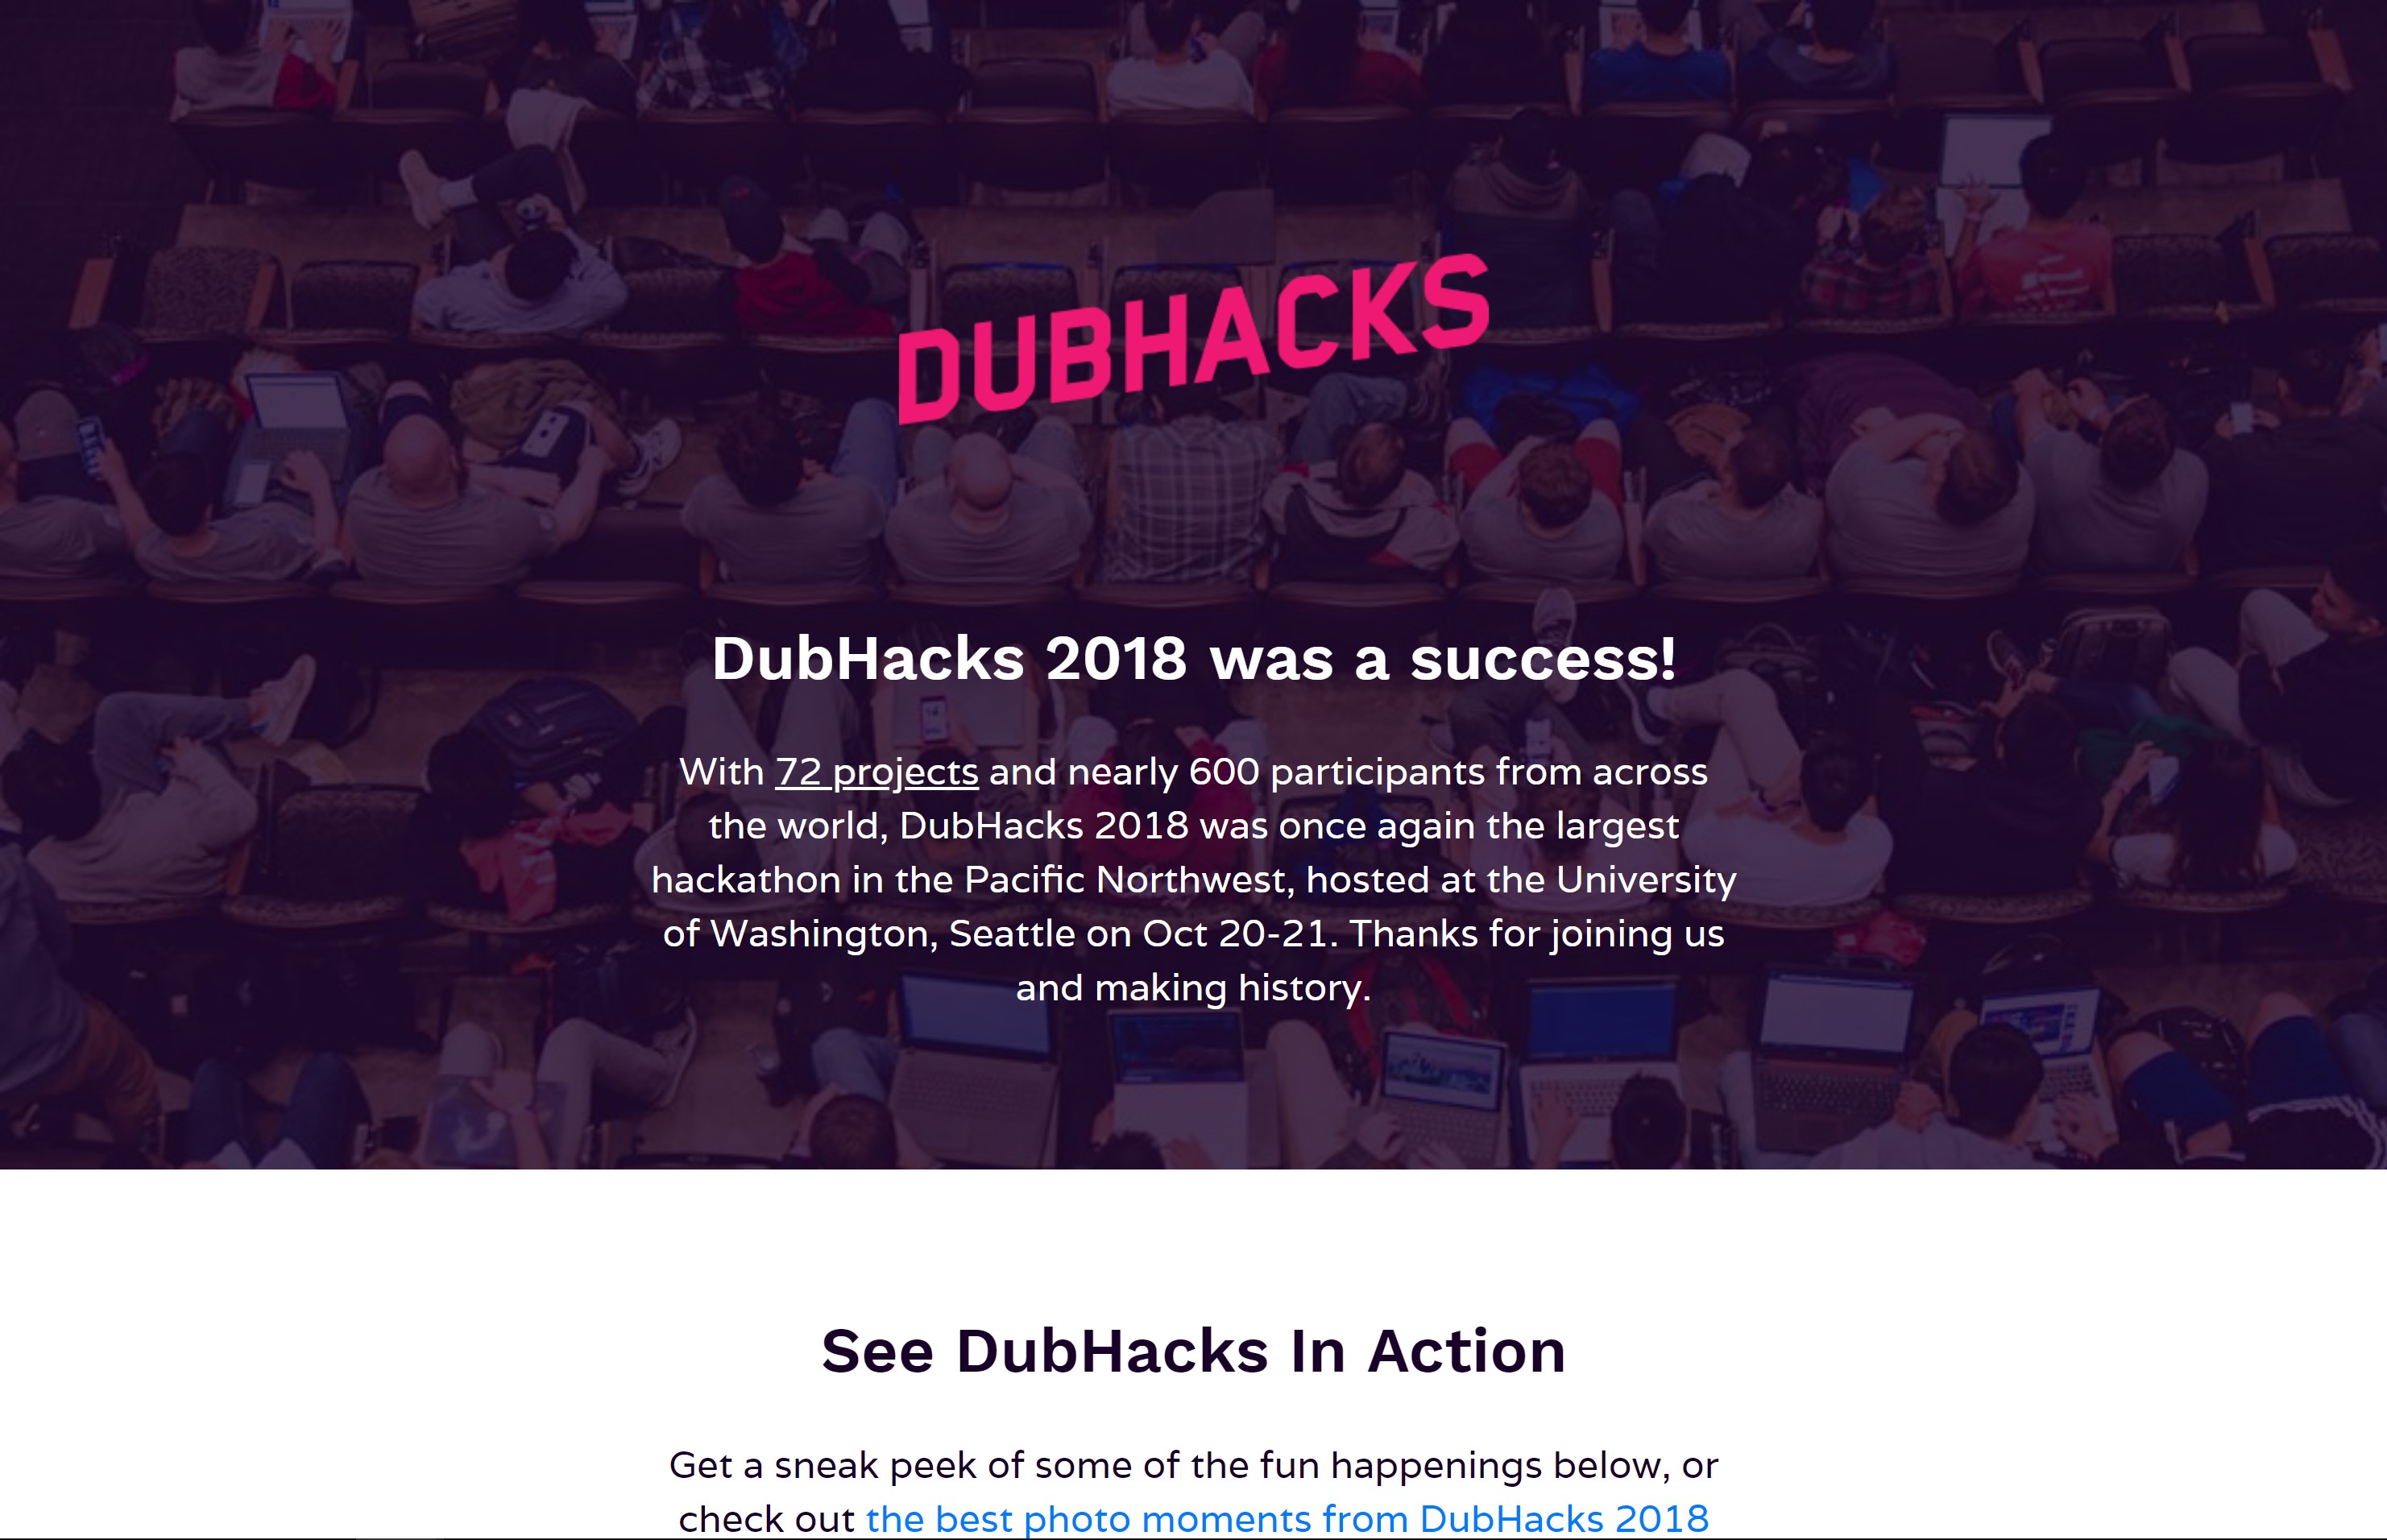 DUBHACKS
DubHacks 2018 was a success!
With 72 projects and nearly 600 participants from across
the world, DubHacks 2018 was once again the largest
hackathon in the Pacific Northwest, hosted at the University
of Washington, Seattle on Oct 20-21. Thanks for joining us
and making history.
See DubHacks In Action
Get a sneak peek of some of the fun happenings below, or
check out the best photo moments from DubHacks 2018